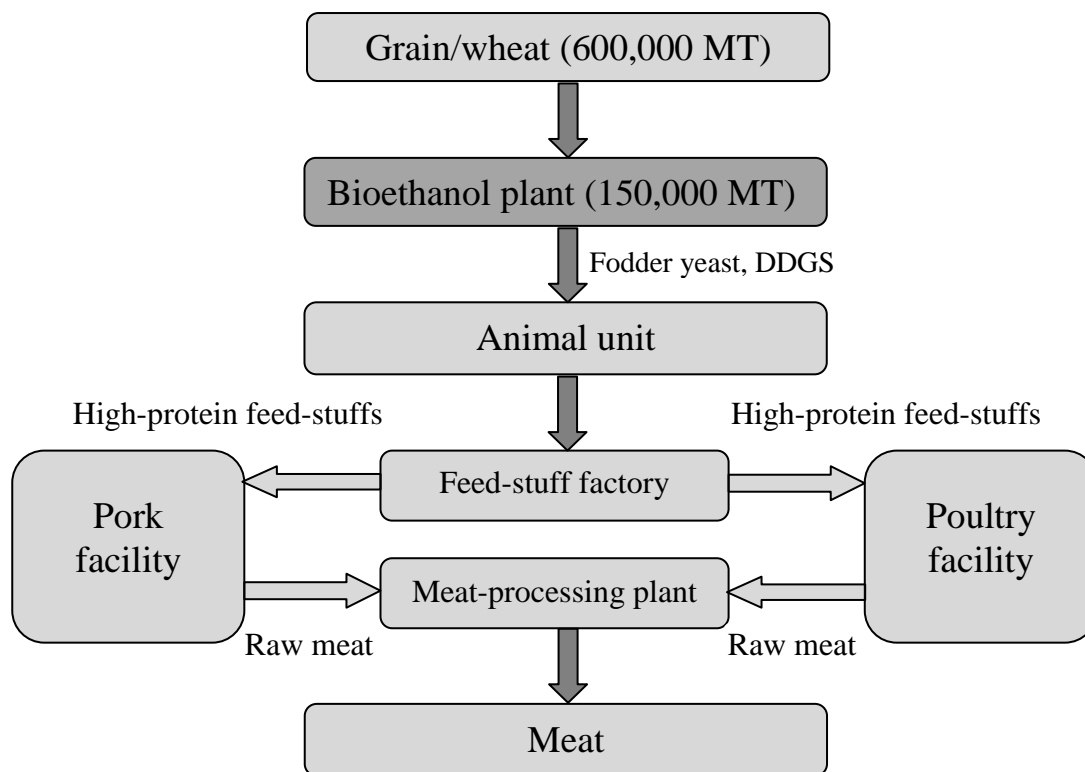 Grain/wheat (600,000 MT)
Bioethanol plant (150,000 MT)
Fodder yeast, DDGS
Animal unit
High-protein feed-stuffs
High-protein feed-stuffs
Feed-stuff factory
Pork
facility
Poultry
facility
Meat-processing plant
Raw meat
Raw meat
Meat